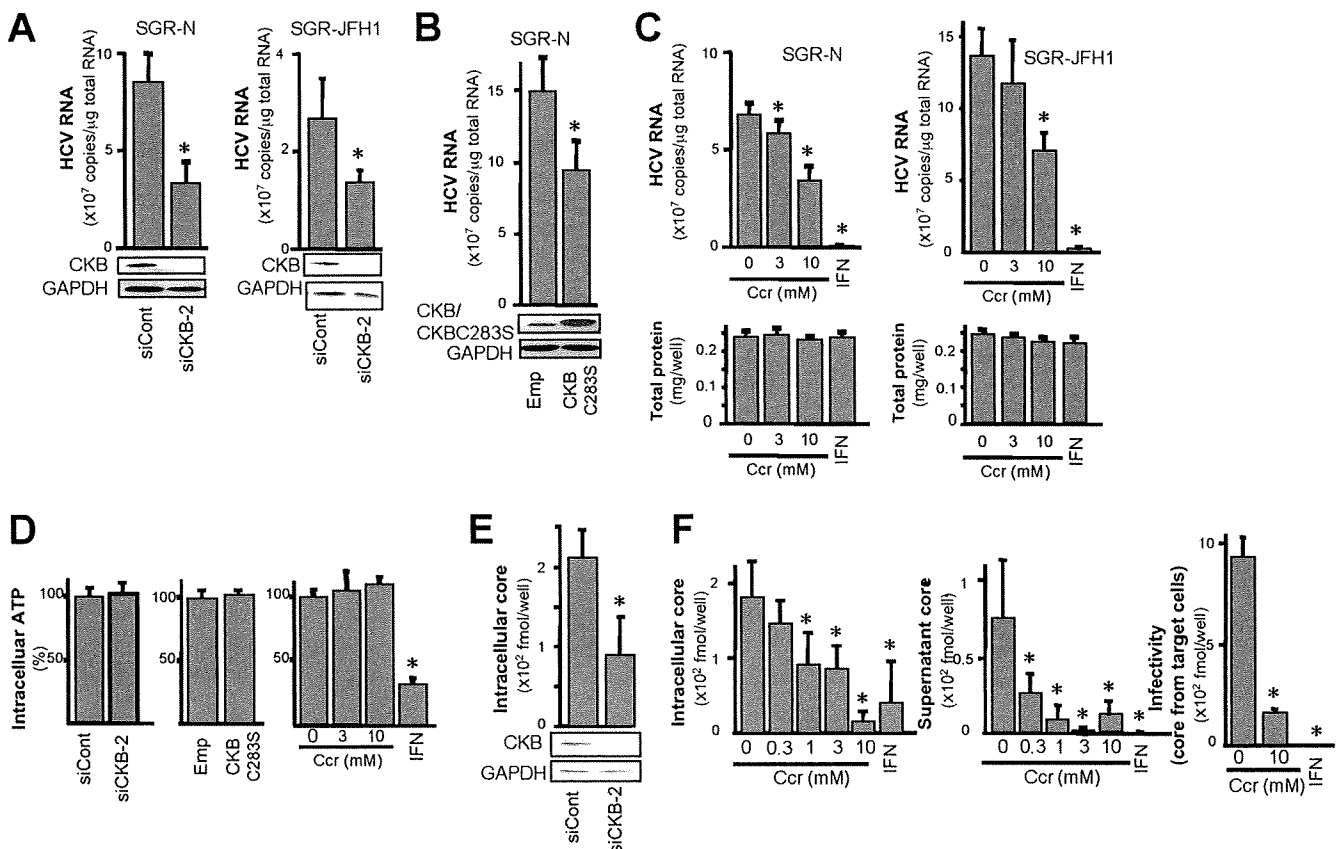 A
SGR-N
HCV RNA
(x10⁷ copies/µg total RNA)
10
5
0
CKB
GAPDH
siCont
siCKB-2
*
SGR-JFH1
HCV RNA
(x10⁷ copies/µg total RNA)
4
2
0
CKB
GAPDH
siCont
siCKB-2
*
B
SGR-N
HCV RNA
(x10⁷ copies/µg total RNA)
15
10
5
0
*
CKB/
CKBC283S
GAPDH
Emp
CKB
C283S
C
SGR-N
HCV RNA
(x10⁷ copies/µg total RNA)
10
5
0
* * *
0 3 10 IFN
Ccr (mM)
SGR-JFH1
HCV RNA
(x10⁷ copies/µg total RNA)
15
10
5
0
* *
0 3 10 IFN
Ccr (mM)
Total protein
(mg/well)
0.2
0.1
0
0 3 10 IFN
Ccr (mM)
Total protein
(mg/well)
0.2
0.1
0
0 3 10 IFN
Ccr (mM)
D
Intracelluar ATP
(%)
100
50
siCont
siCKB-2
100
50
Emp
CKB
C283S
100
50
*
0 3 10 IFN
Ccr (mM)
E
Intracellular core
(x10² fmol/well)
2
1
0
*
CKB
GAPDH
siCont
siCKB-2
F
Intracellular core
(x10² fmol/well)
2
1
0
* * * *
0 0.3 1 3 10 IFN
Ccr (mM)
Supernatant core
(x10² fmol/well)
1
0.5
0
* * * * *
0 0.3 1 3 10 IFN
Ccr (mM)
Infectivity
(core from target cells)
(x10² fmol/well)
10
5
0
* *
0 10 IFN
Ccr (mM)